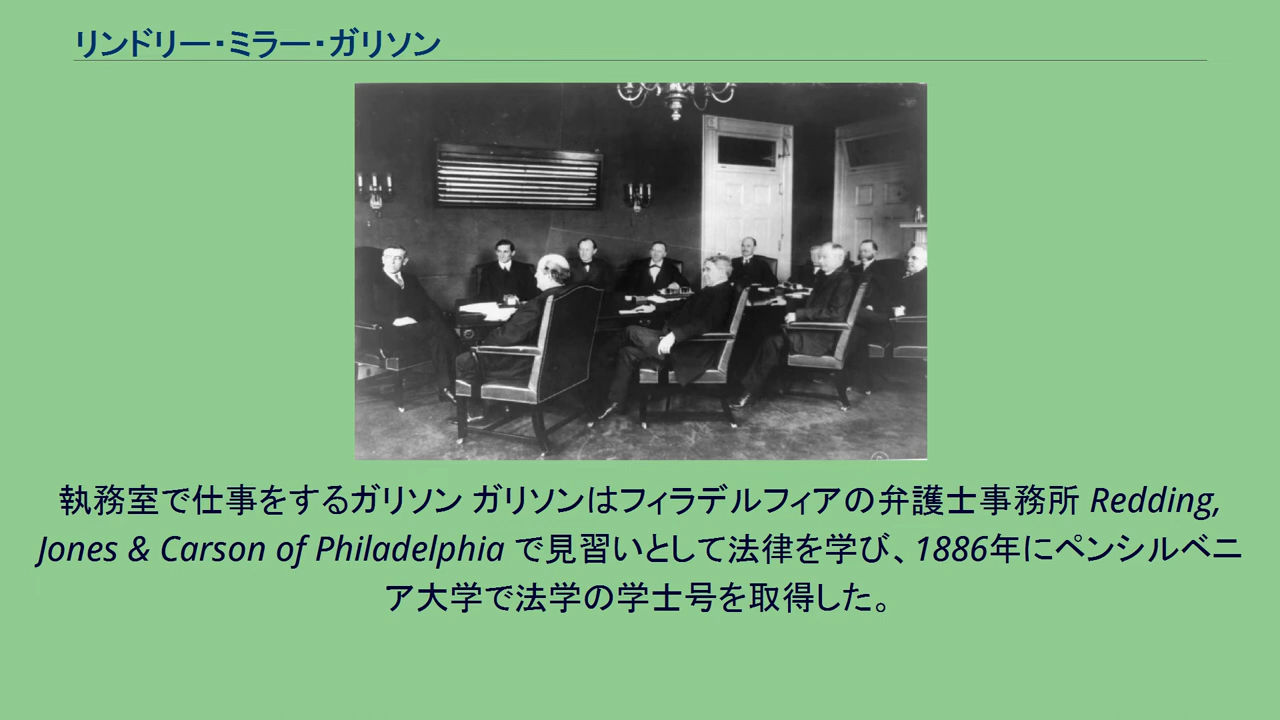 リンドリー・ミラー・ガリソン
執務室で仕事をするガリソン ガリソンはフィラデルフィアの弁護士事務所 Redding,
Jones & Carson of Philadelphia で見習いとして法律を学び、1886年にペンシルベニ
ア大学で法学の学士号を取得した。